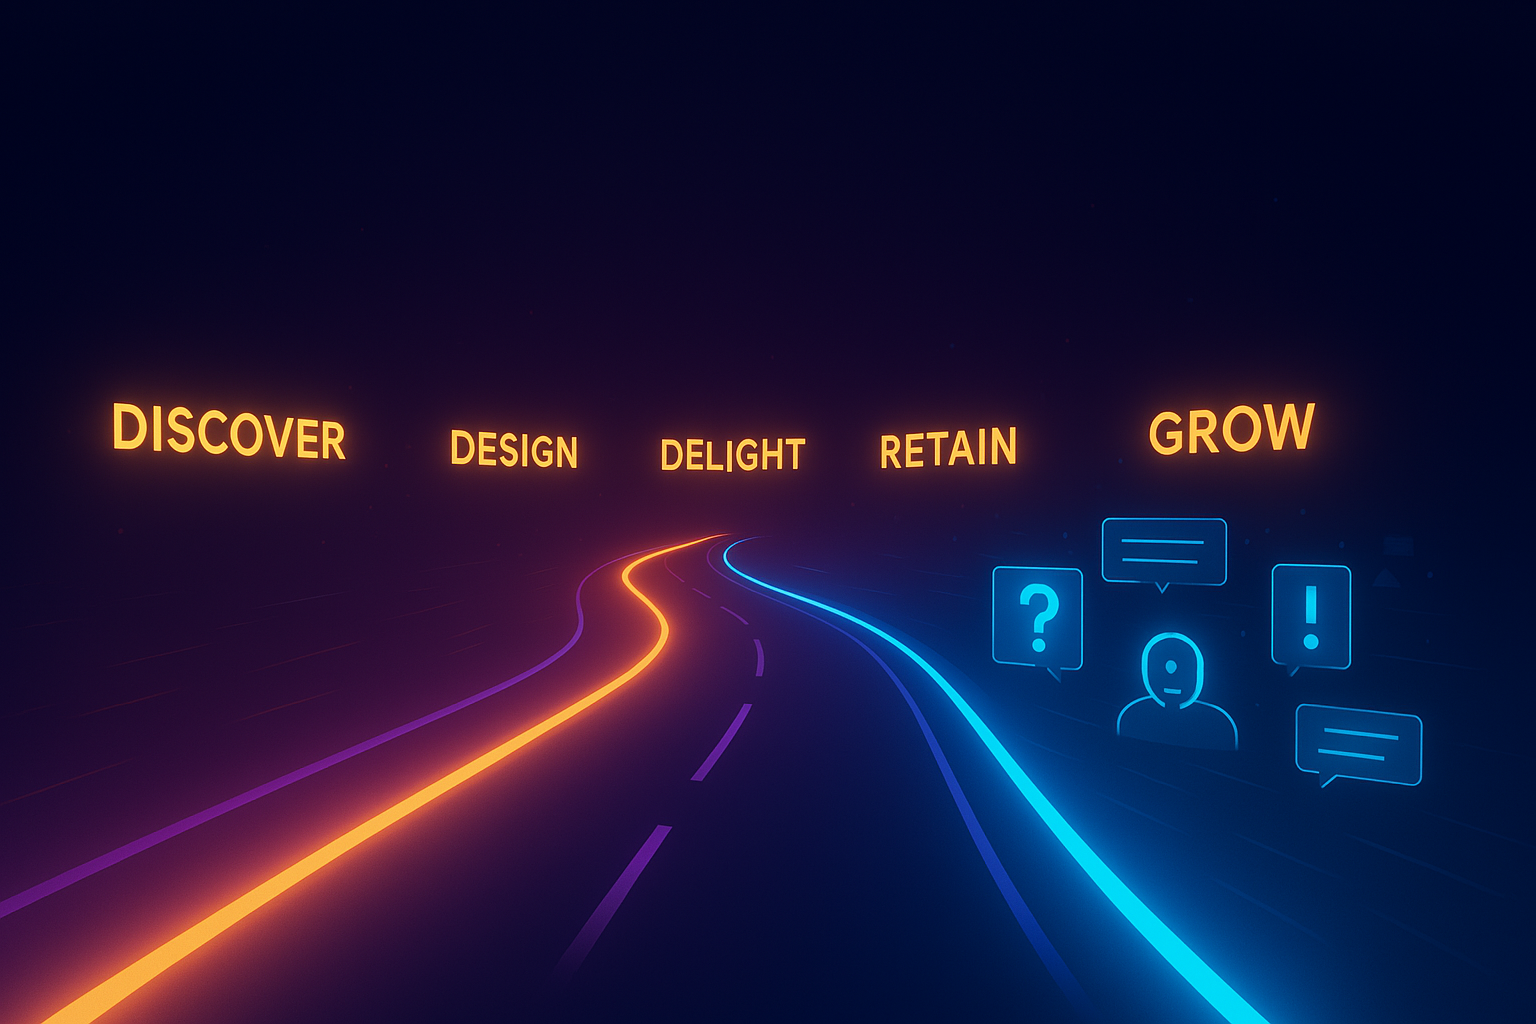 DISCOVER
DESIGN
DELIGHT
RETAIN
GROW
?
!